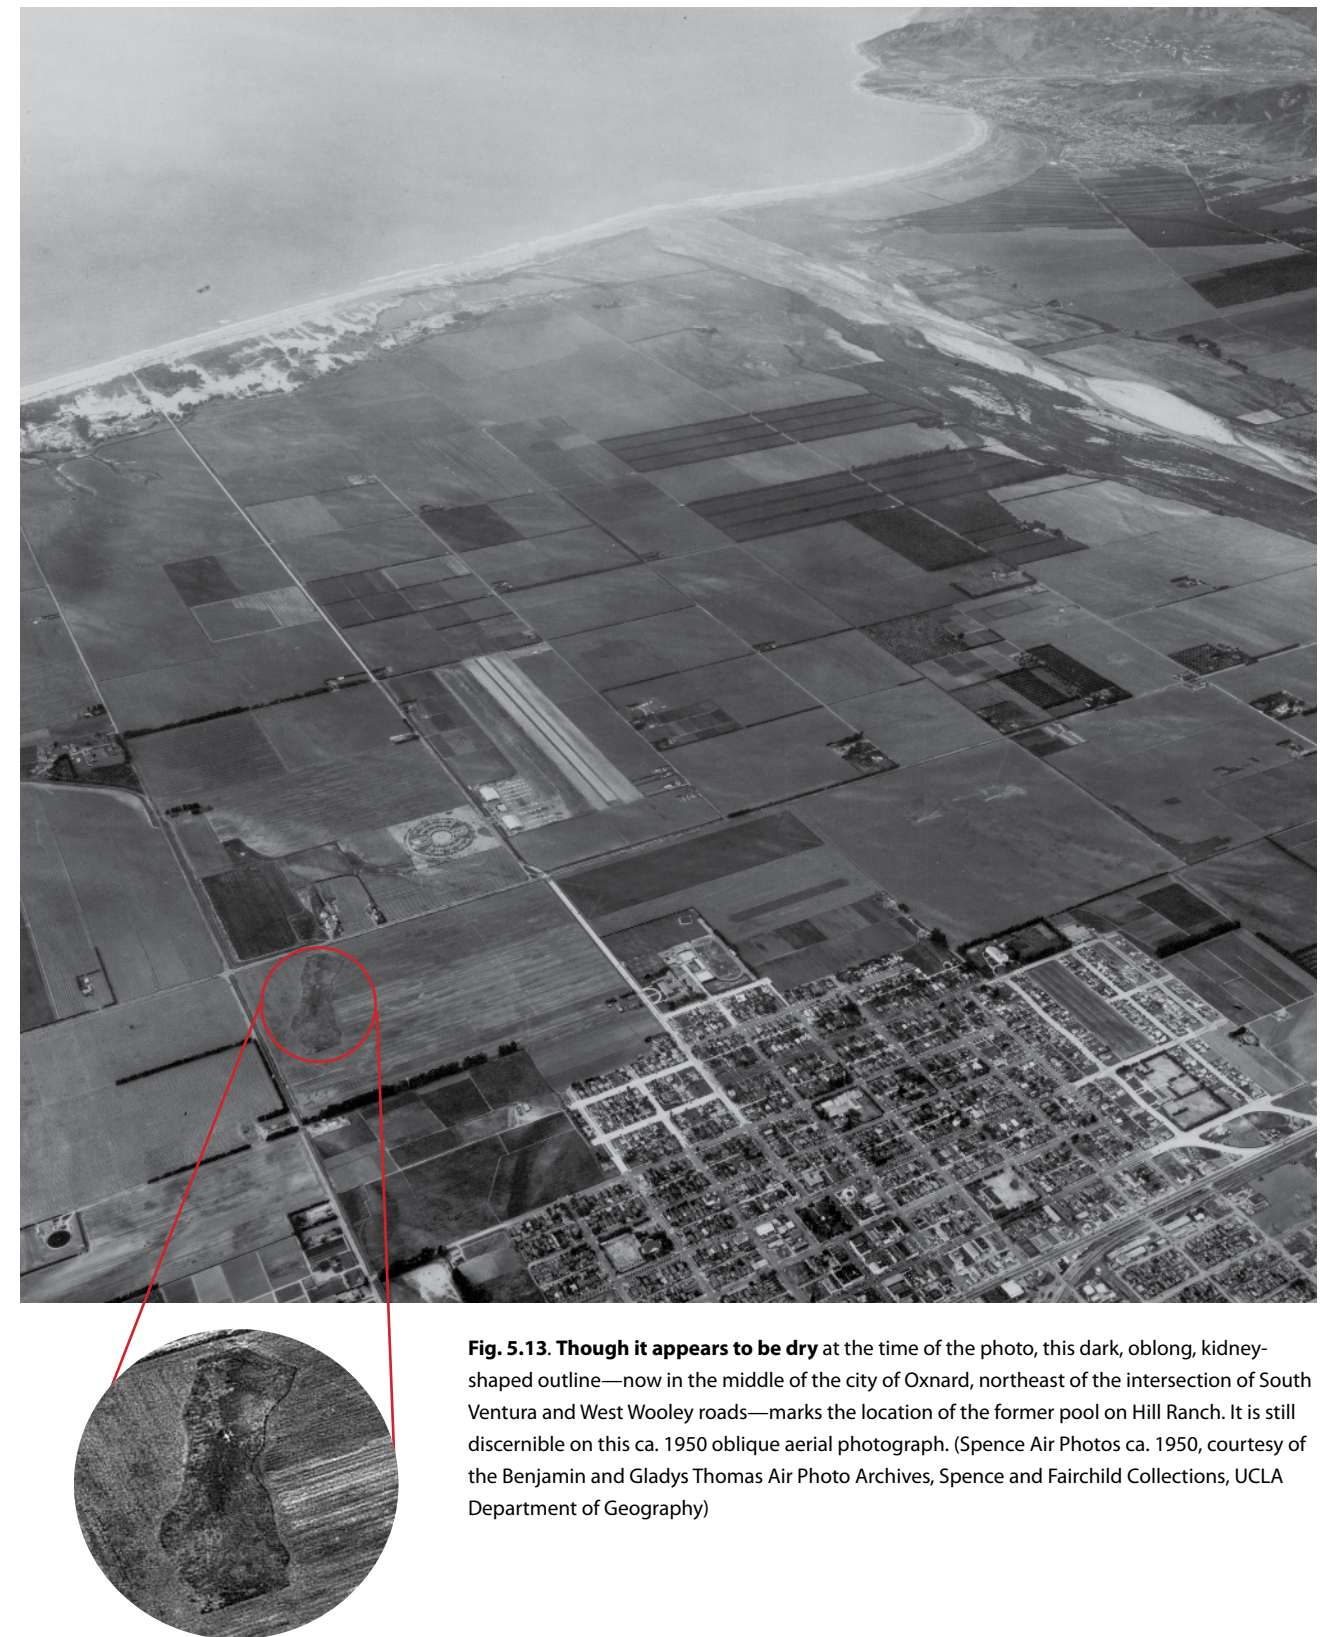 Fig. 5.13. Though it appears to be dry at the time of the photo, this dark, oblong, kidney-
shaped outline—now in the middle of the city of Oxnard, northeast of the intersection of South
Ventura and West Wooley roads—marks the location of the former pool on Hill Ranch. It is still
discernible on this ca. 1950 oblique aerial photograph. (Spence Air Photos ca. 1950, courtesy of
the Benjamin and Gladys Thomas Air Photo Archives, Spence and Fairchild Collections, UCLA
Department of Geography)